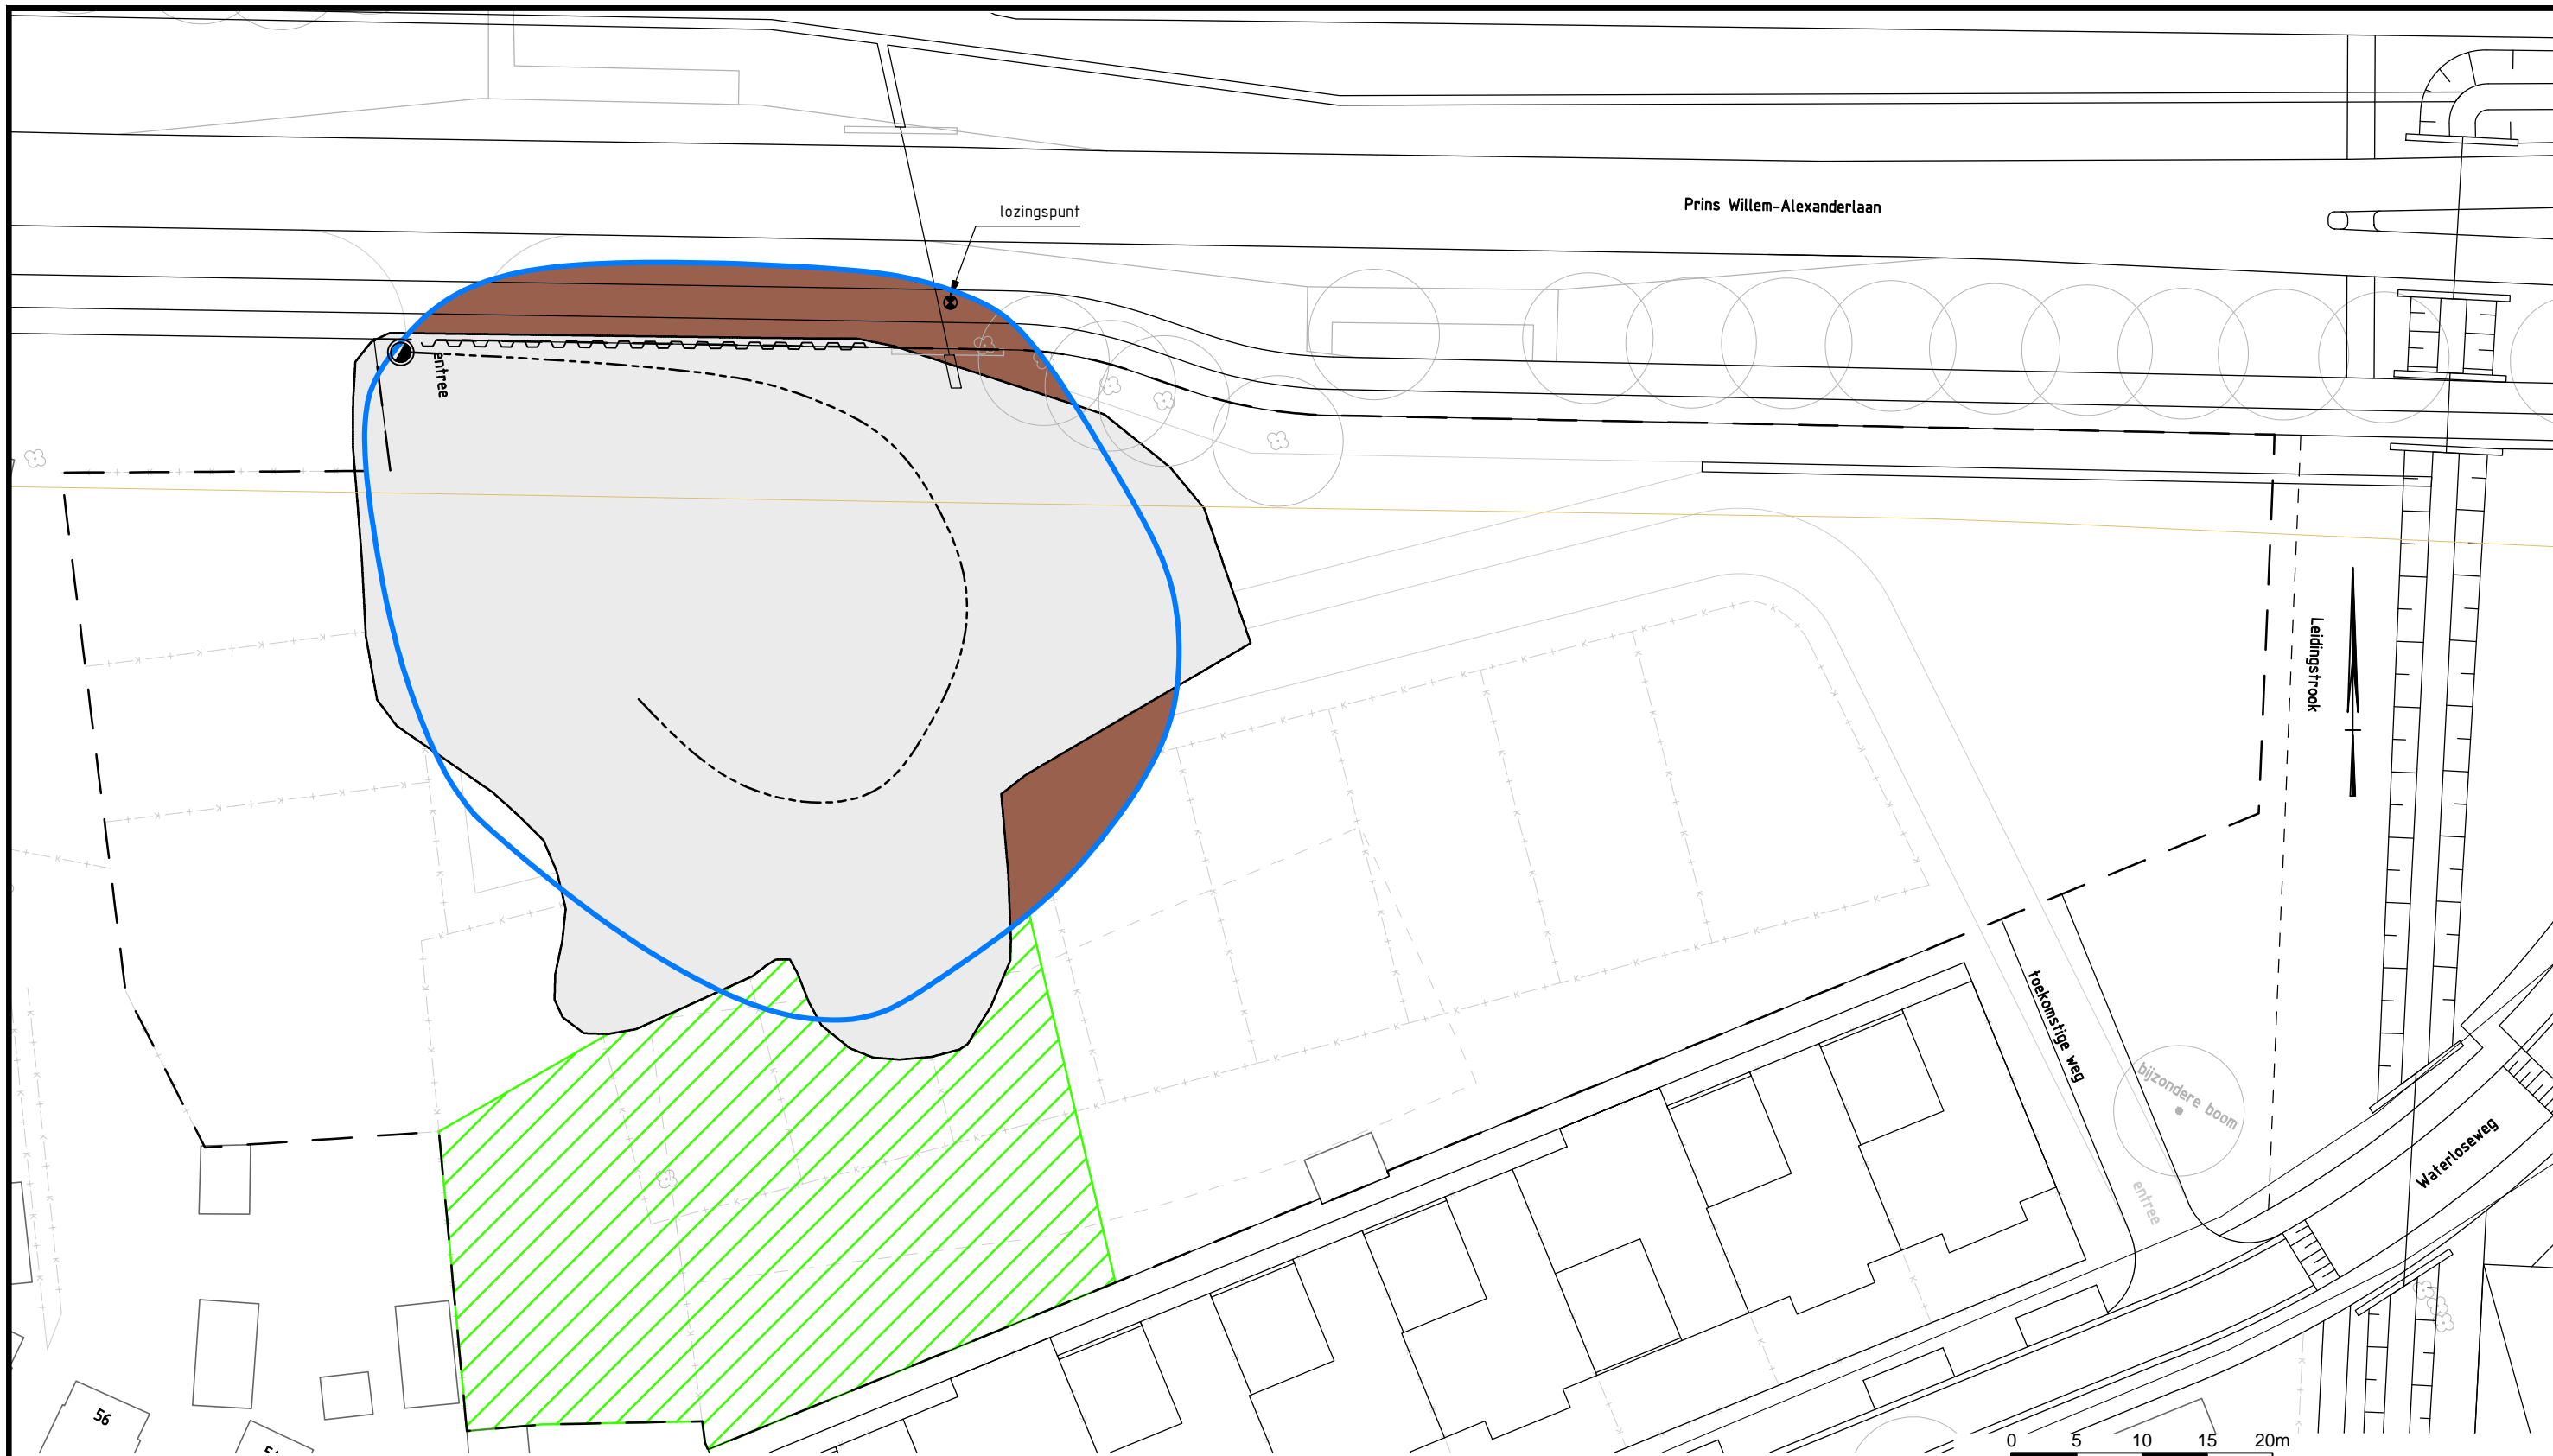 lozingspunt
Prins Willem-Alexanderlaan
entree
Leidingstrook
toekomstige weg
bijzondere boom
entree
Waterloseweg
56
0 5 10 15 20m